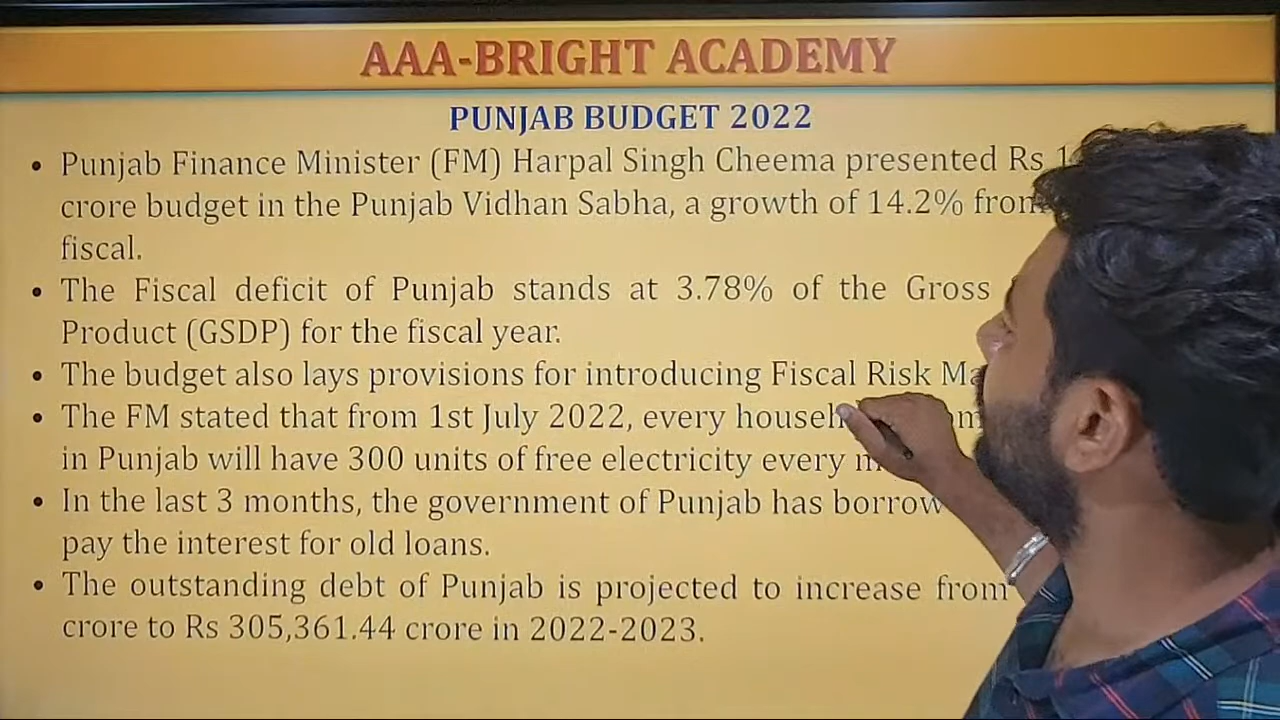 AAA-BRIGHT ACADEMY
PUNJAB BUDGET 2022
• Punjab Finance Minister (FM) Harpal Singh Cheema presented Rs
crore budget in the Punjab Vidhan Sabha, a growth of 14.2% from
fiscal.
• The Fiscal deficit of Punjab stands at 3.78% of the Gross
Product (GSDP) for the fiscal year.
• The budget also lays provisions for introducing Fiscal Risk
• The FM stated that from 1st July 2022, every
in Punjab will have 300 units of free electricity every
• In the last 3 months, the government of Punjab has
pay the interest for old loans.
• The outstanding debt of Punjab is projected to increase from
crore to Rs 305,361.44 crore in 2022-2023.